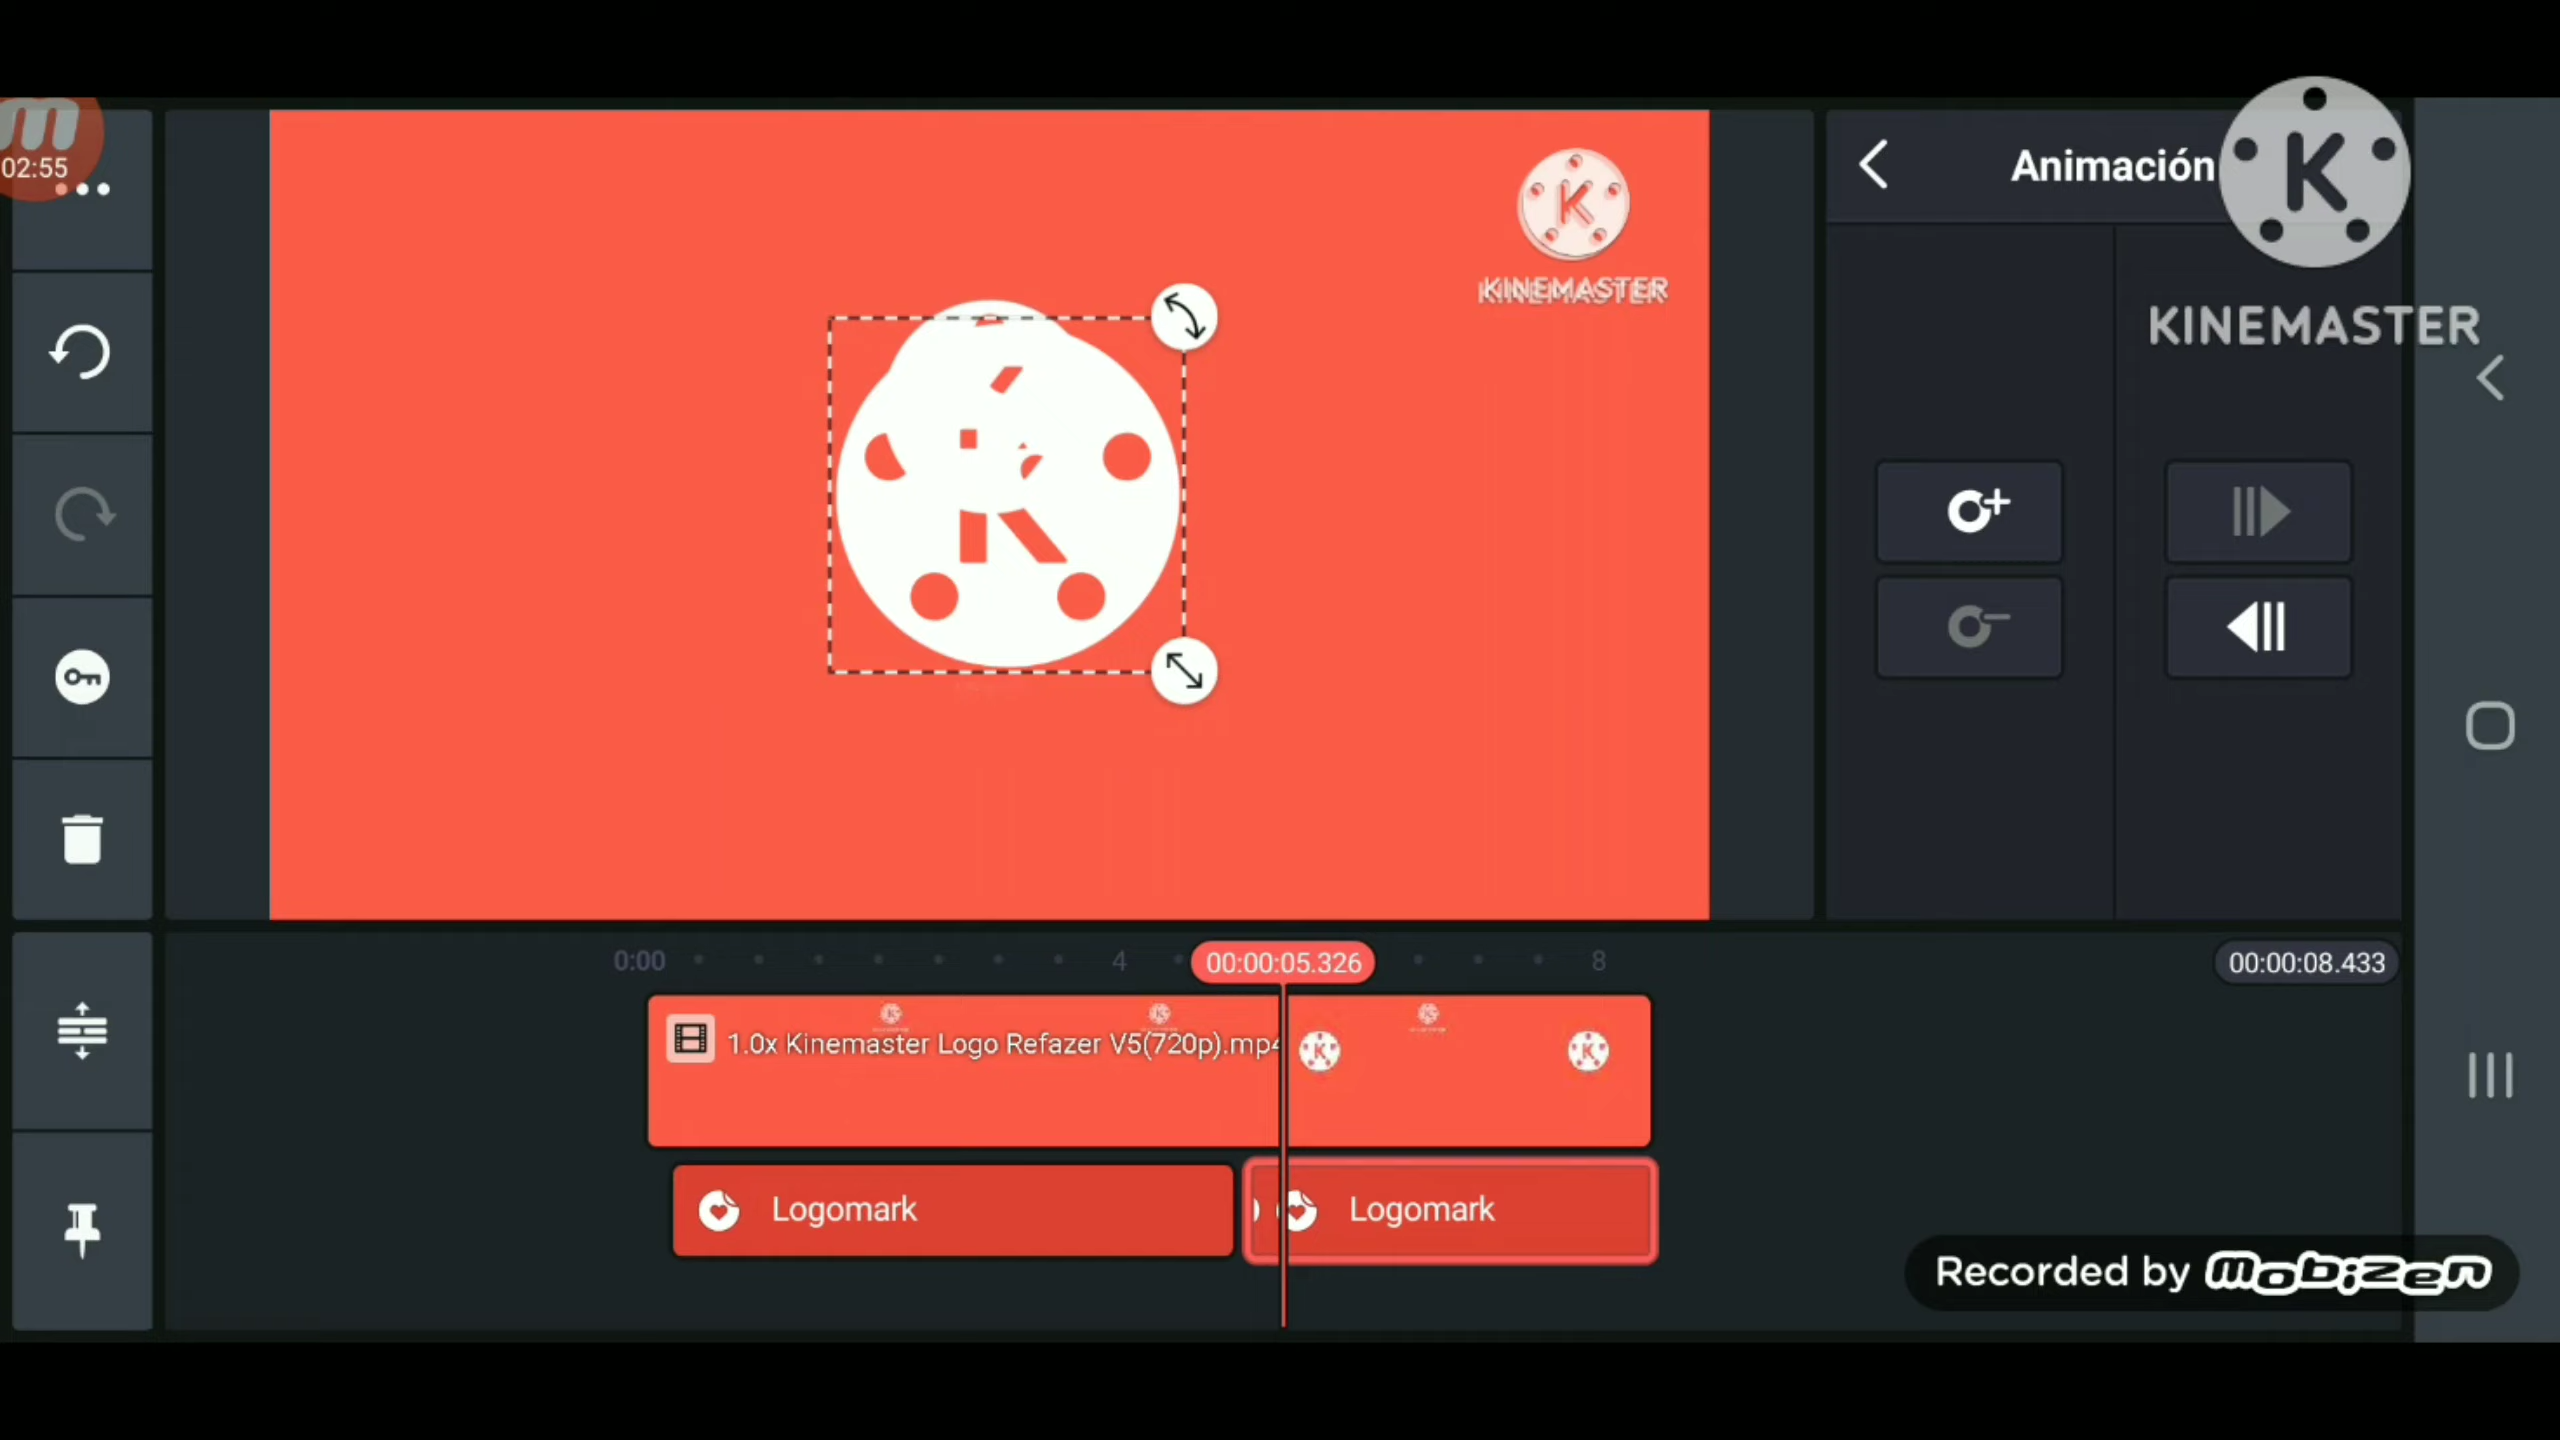 02:55
Animación
K
KINEMASTER
K
KINEMASTER
K
0:00
4
00:00:05.326
8
00:00:08.433
1.0x Kinemaster Logo Refazer V5(720p).mp4
K
K
Logomark
Logomark
Recorded by mobizen